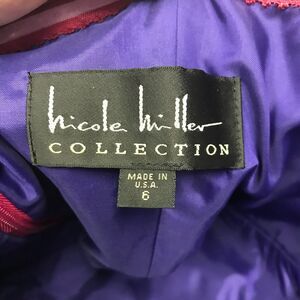 nicole miller
COLLECTION
MADE IN
U.S.A.
6